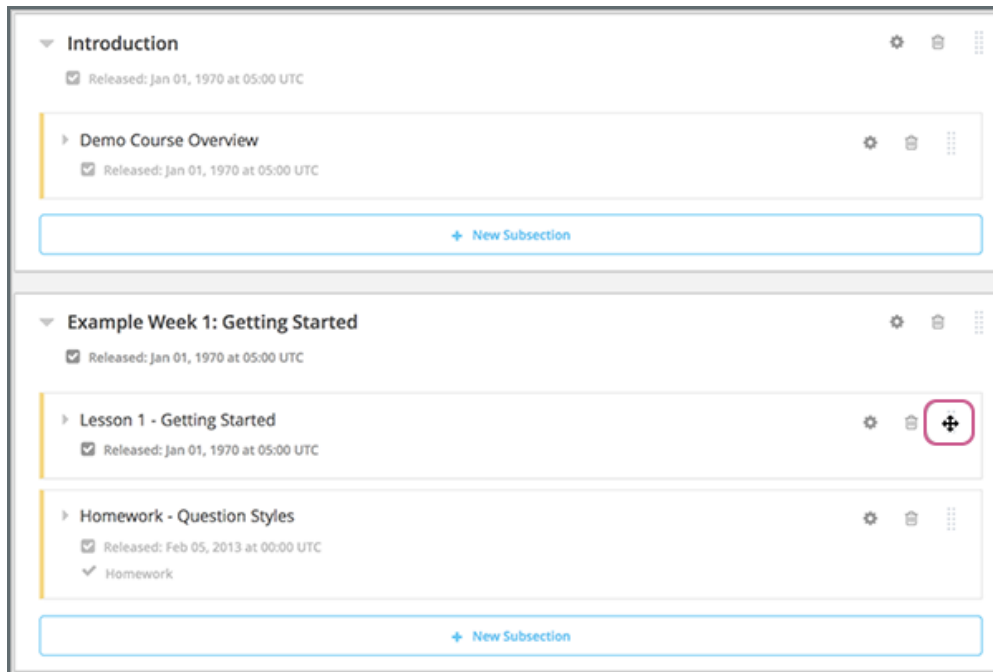 Introduction
Released: Jan 01, 1970 at 05:00 UTC
Demo Course Overview
Released: Jan 01, 1970 at 05:00 UTC
+ New Subsection
Example Week 1: Getting Started
Released: Jan 01, 1970 at 05:00 UTC
Lesson 1 - Getting Started
Released: Jan 01, 1970 at 05:00 UTC
Homework - Question Styles
Released: Feb 05, 2013 at 00:00 UTC
Homework
+ New Subsection